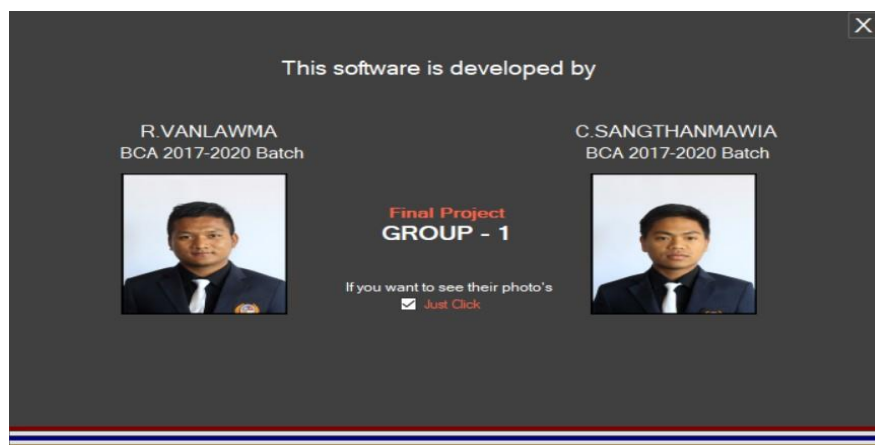 X
This software is developed by
R.VANLAWMA
BCA 2017-2020 Batch
C.SANGTHANMAWIA
BCA 2017-2020 Batch
Final Project
GROUP - 1
If you want to see their photo's
Just Click